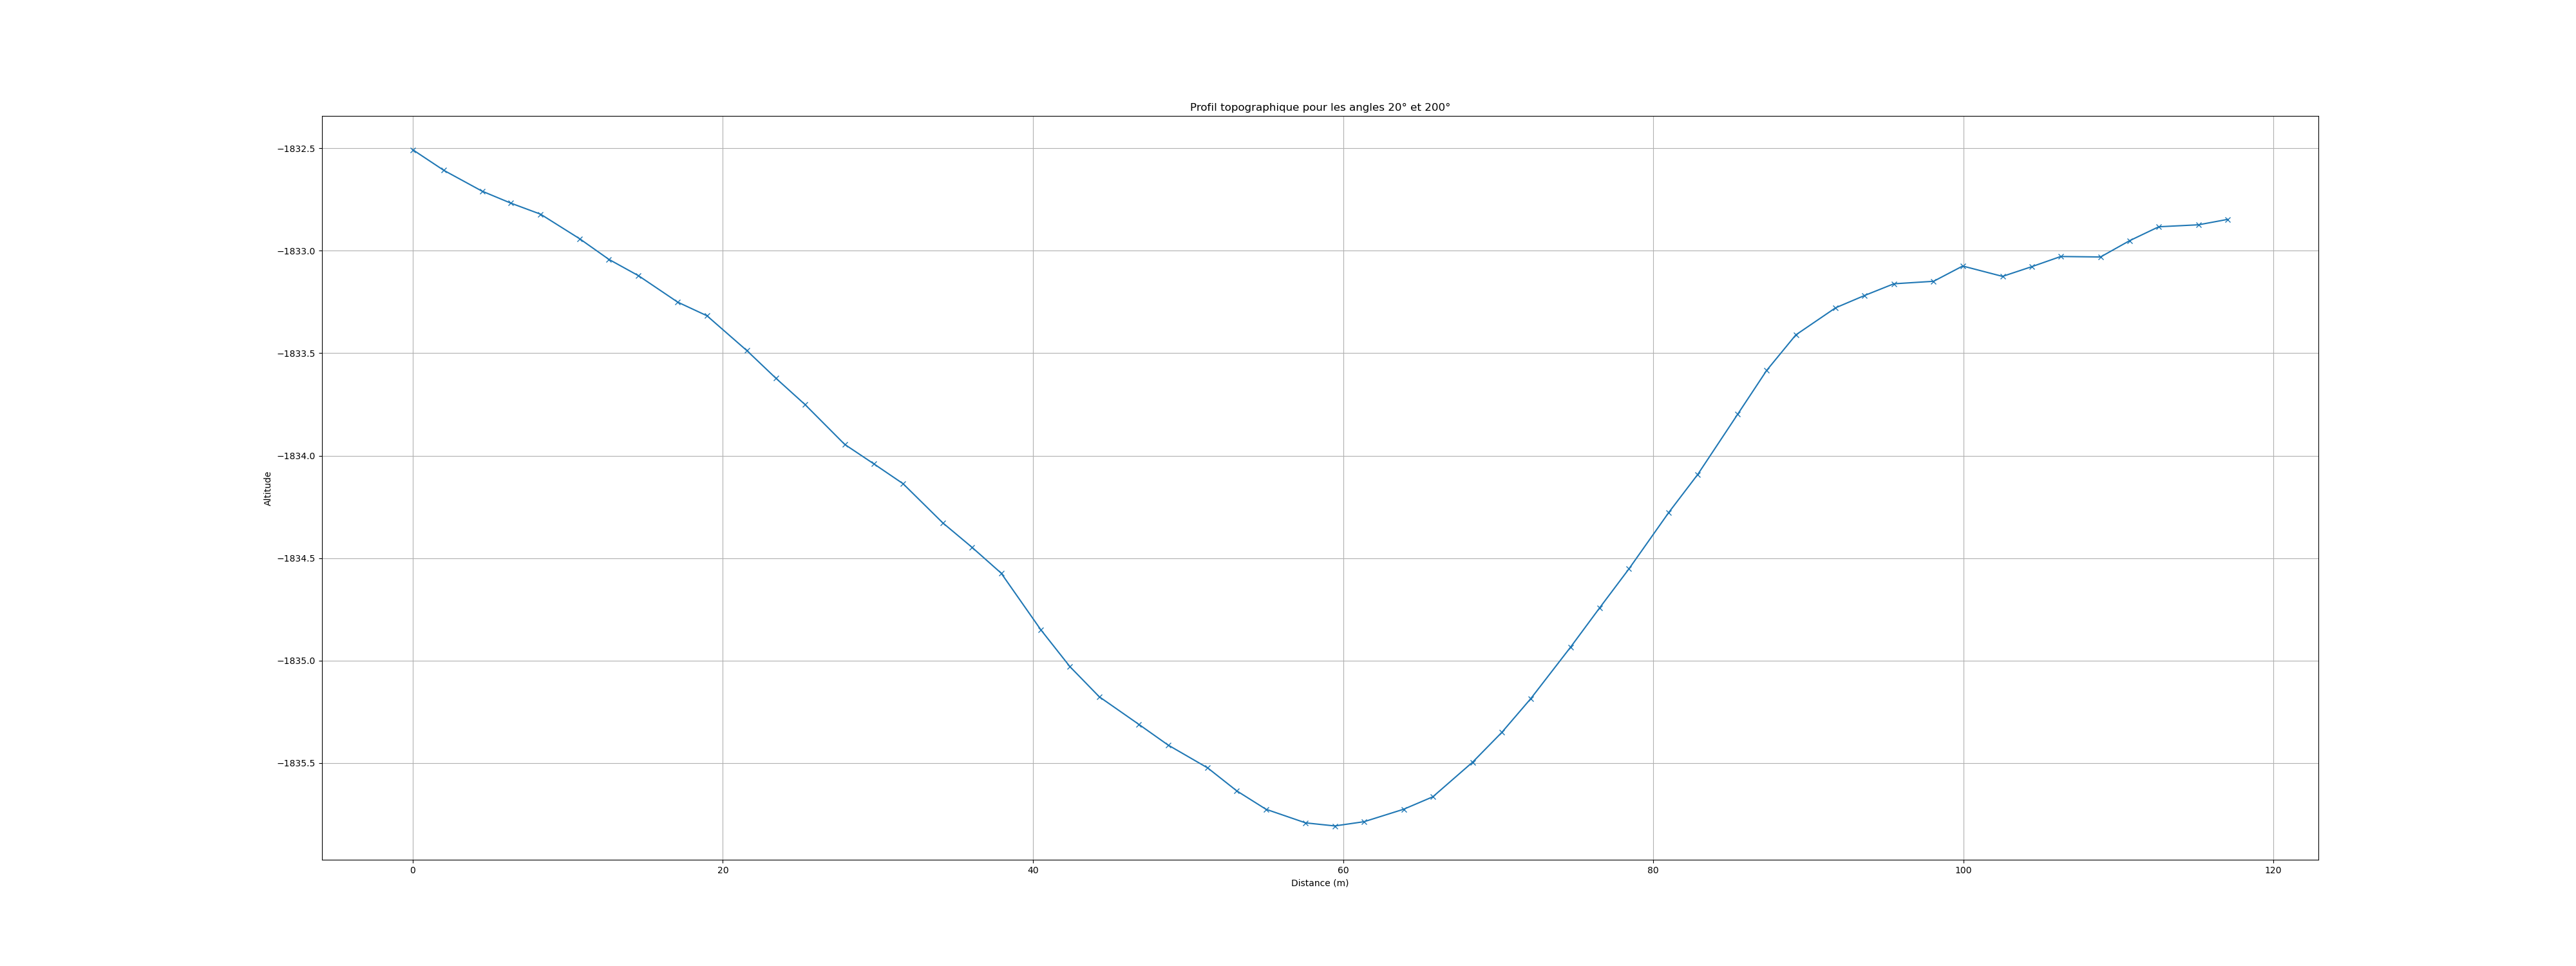 Profil topographique pour les angles 20° et 200°
−1832.5
−1833.0
−1833.5
−1834.0
−1834.5
−1835.0
−1835.5
Altitude
0 20 40 60 80 100 120
Distance (m)